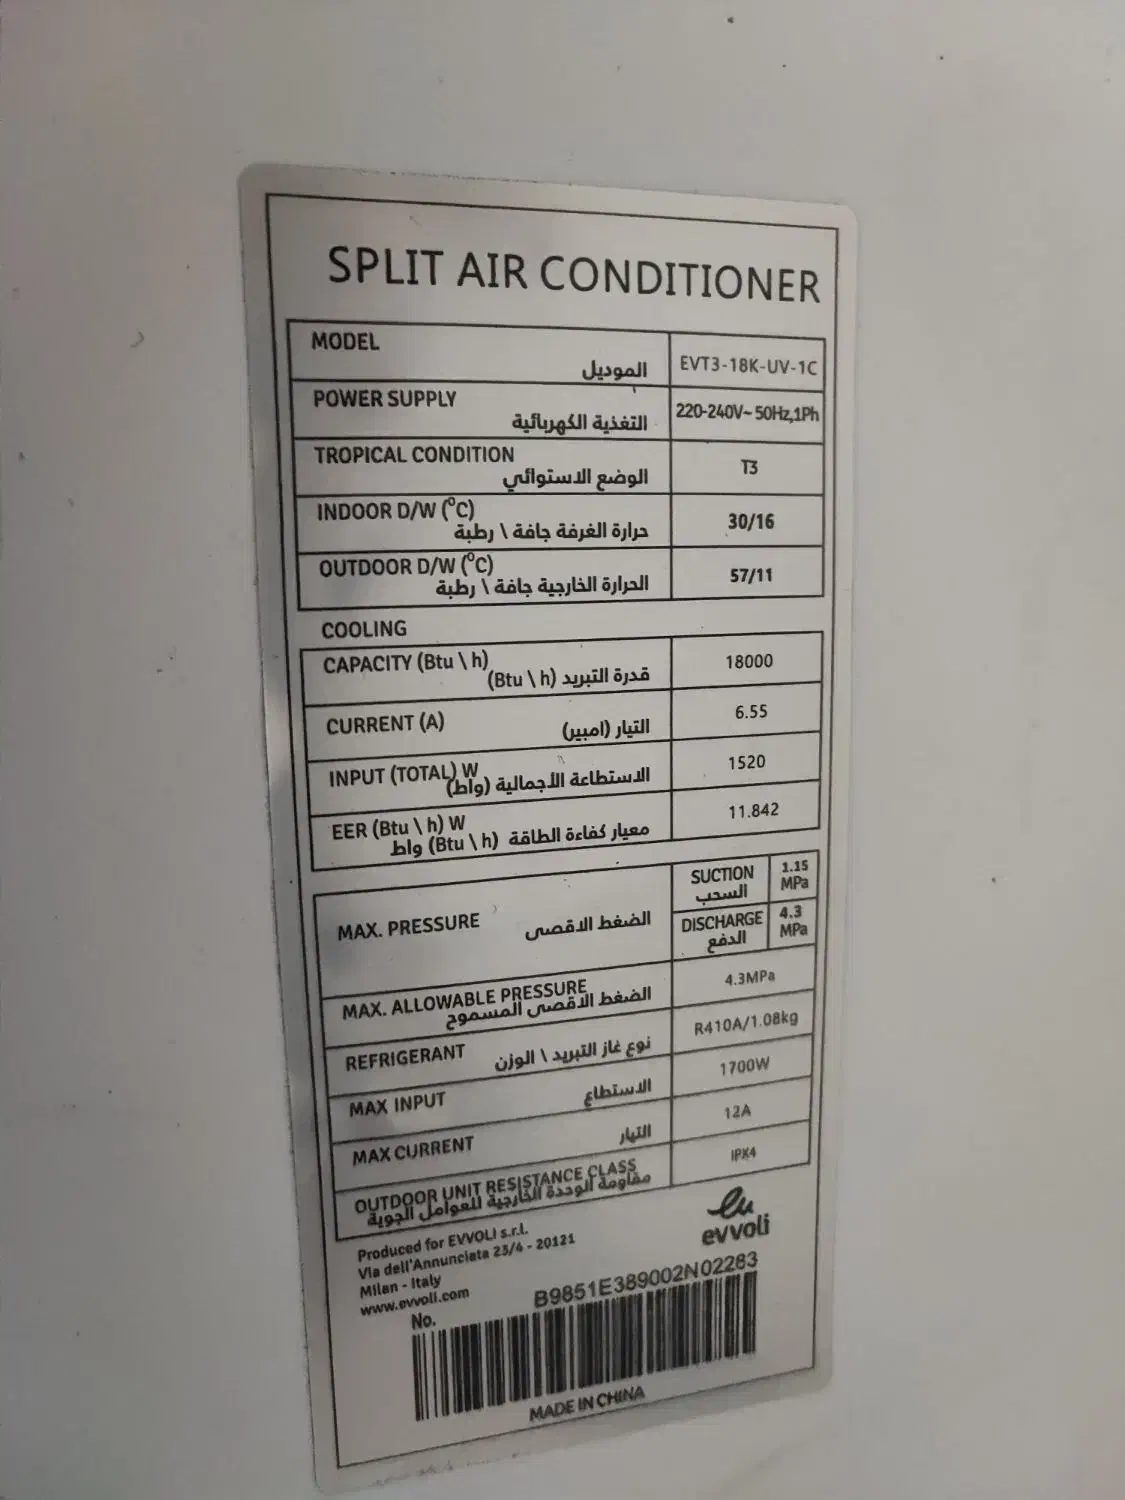 SPLIT AIR CONDITIONER
MODEL
الموديل
EVT3-18K-UV-1C
POWER SUPPLY
التغذية الكهربائية
220-240V~ 50Hz,1Ph
TROPICAL CONDITION
الوضع الاستوائي
T3
INDOOR D/W (⁰C)
حرارة الغرفة جافة \ رطبة
30/16
OUTDOOR D/W (⁰C)
الحرارة الخارجية جافة \ رطبة
57/11
COOLING
CAPACITY (Btu \ h)
قدرة التبريد (Btu \ h)
18000
CURRENT (A)
التيار (امبير)
6.55
INPUT (TOTAL) W
الاستطاعة الأجمالية (واط)
1520
EER (Btu \ h) W
معيار كفاءة الطاقة (Btu \ h) واط
11.842
MAX. PRESSURE
الضغط الاقصى
SUCTION
السحب
1.15
MPa
DISCHARGE
الدفع
4.3
MPa
MAX. ALLOWABLE PRESSURE
الضغط الاقصى المسموح
4.3MPa
REFRIGERANT
نوع غاز التبريد \ الوزن
R410A/1.08kg
MAX INPUT
الاستطاع
1700W
MAX CURRENT
التيار
12A
OUTDOOR UNIT RESISTANCE CLASS
مقاومة الوحدة الخارجية للعوامل الجوية
IPX4
Produced for EVVOLI s.r.l.
Via dell'Annunciata 23/4 - 20121
Milan - Italy
www.evvoli.com
evvoli
No.
B9851E389002N02283
MADE IN CHINA